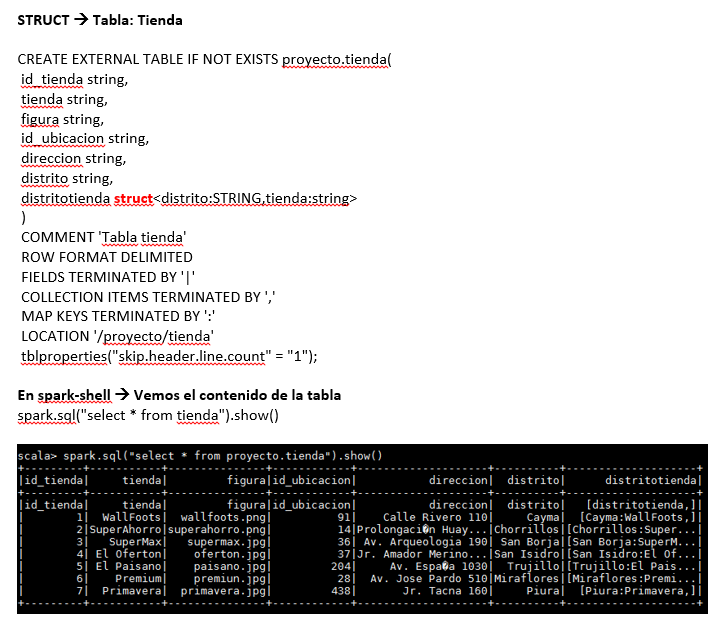 STRUCT → Tabla: Tienda
CREATE EXTERNAL TABLE IF NOT EXISTS proyecto.tienda(
id_tienda string,
tienda string,
figura string,
id_ubicacion string,
direccion string,
distrito string,
distritotienda struct<distrito:STRING,tienda:string>
)
COMMENT 'Tabla tienda'
ROW FORMAT DELIMITED
FIELDS TERMINATED BY '|'
COLLECTION ITEMS TERMINATED BY ','
MAP KEYS TERMINATED BY ':'
LOCATION '/proyecto/tienda'
tblproperties("skip.header.line.count" = "1");
En spark-shell → Vemos el contenido de la tabla
spark.sql("select * from tienda").show()
scala> spark.sql("select * from proyecto.tienda").show()
+---------+-----------+--------------+------------+--------------------+----------+--------------------+
|id_tienda|     tienda|        figura|id_ubicacion|           direccion|  distrito|      distritotienda|
+---------+-----------+--------------+------------+--------------------+----------+--------------------+
|id_tienda|     tienda|        figura|id_ubicacion|           direccion|  distrito|   [distritotienda,]|
|        1|  WallFoots| wallfoots.png|          91|    Calle Rivero 110|     Cayma|  [Cayma:WallFoots,]|
|        2|SuperAhorro|superahorro.png|          14|Prolongaci�n Huay...|Chorrillos|[Chorrillos:Super...|
|        3|   SuperMax|  supermax.jpg|          36| Av. Arqueologia 190| San Borja|[San Borja:SuperM...|
|        4| El Oferton|   oferton.jpg|          37|Jr. Amador Merino...|San Isidro|[San Isidro:El Of...|
|        5| El Paisano|   paisano.jpg|         204|     Av. Espa�a 1030|  Trujillo|[Trujillo:El Pais...|
|        6|    Premium|   premiun.jpg|          28|  Av. Jose Pardo 510|Miraflores|[Miraflores:Premi...|
|        7|  Primavera| primavera.jpg|         438|       Jr. Tacna 160|     Piura|  [Piura:Primavera,]|
+---------+-----------+--------------+------------+--------------------+----------+--------------------+